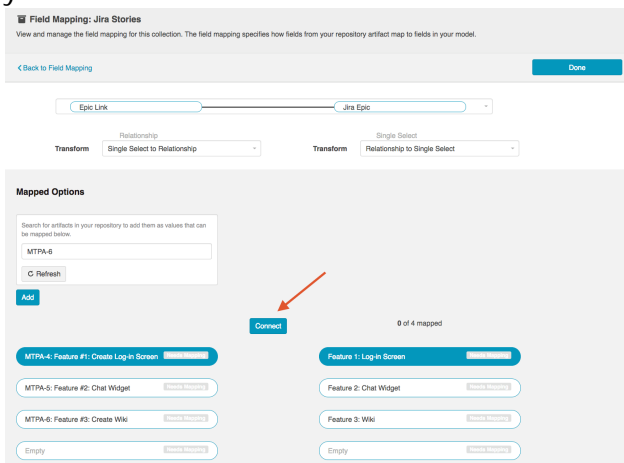 Field Mapping: Jira Stories
View and manage the field mapping for this collection. The field mapping specifies how fields from your repository artifact map to fields in your model.
Back to Field Mapping
Done
Epic Link Jira Epic
Relationship Single Select
Transform Single Select to Relationship Transform Relationship to Single Select
Mapped Options
Search for artifacts in your repository to add them as values that can
be mapped below.
MTPA-6
Refresh
Add
Connect 0 of 4 mapped
MTPA-4: Feature #1: Create Log-in Screen Needs Mapping Feature 1: Log-in Screen Needs Mapping
MTPA-5: Feature #2: Chat Widget Needs Mapping Feature 2: Chat Widget Needs Mapping
MTPA-6: Feature #3: Create Wiki Needs Mapping Feature 3: Wiki Needs Mapping
Empty Needs Mapping Empty Needs Mapping